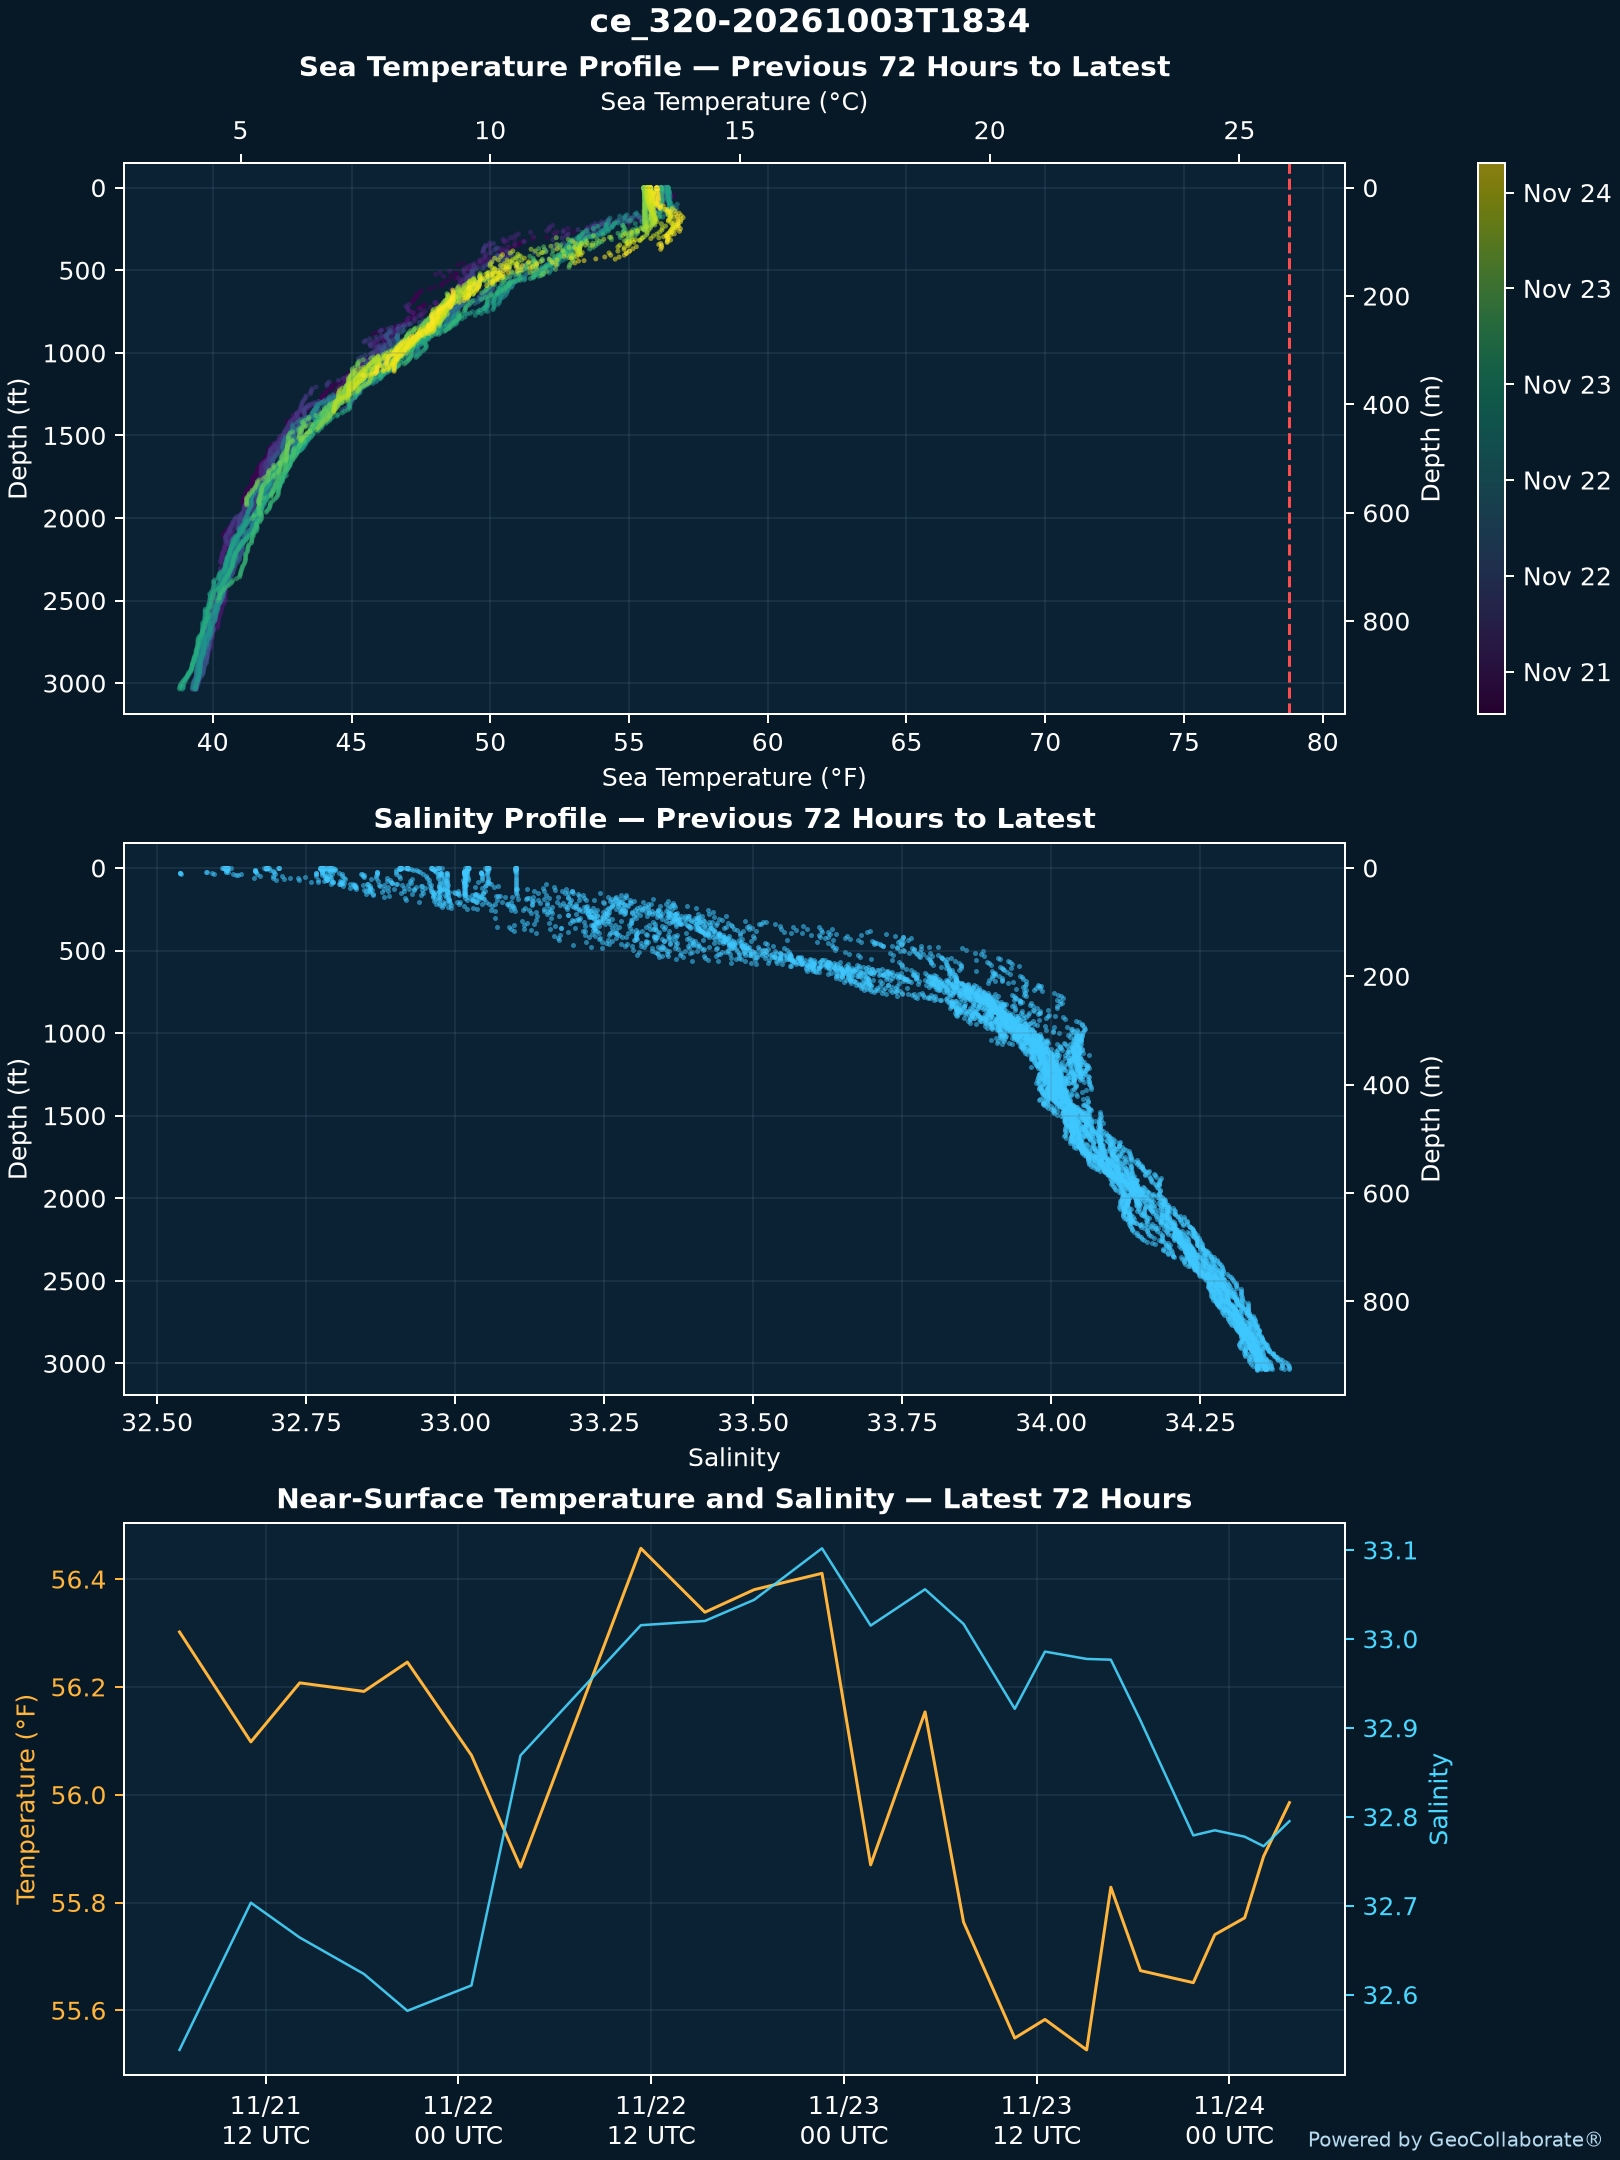 ce_320-20261003T1834
Sea Temperature Profile — Previous 72 Hours to Latest
Sea Temperature (°C)
5 10 15 20 25
0
500
1000
1500
2000
2500
3000
Depth (ft)
0
200
400
600
800
Depth (m)
Nov 24
Nov 23
Nov 23
Nov 22
Nov 22
Nov 21
40 45 50 55 60 65 70 75 80
Sea Temperature (°F)
Salinity Profile — Previous 72 Hours to Latest
0
500
1000
1500
2000
2500
3000
Depth (ft)
0
200
400
600
800
Depth (m)
32.50 32.75 33.00 33.25 33.50 33.75 34.00 34.25
Salinity
Near-Surface Temperature and Salinity — Latest 72 Hours
56.4
56.2
56.0
55.8
55.6
Temperature (°F)
33.1
33.0
32.9
32.8
32.7
32.6
Salinity
11/21 11/22 11/22 11/23 11/23 11/24
12 UTC 00 UTC 12 UTC 00 UTC 12 UTC 00 UTC
Powered by GeoCollaborate®